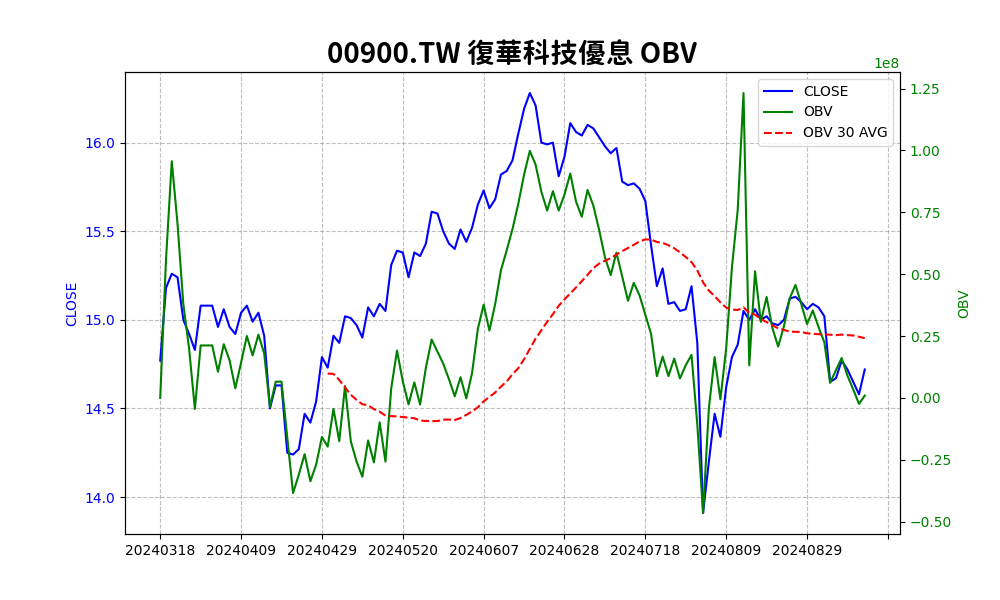 00900.TW 復華科技優息 OBV
1e8
CLOSE
OBV
OBV 30 AVG
16.0
15.5
15.0
14.5
14.0
CLOSE
1.25
1.00
0.75
0.50
0.25
0.00
−0.25
−0.50
OBV
20240318 20240409 20240429 20240520 20240607 20240628 20240718 20240809 20240829